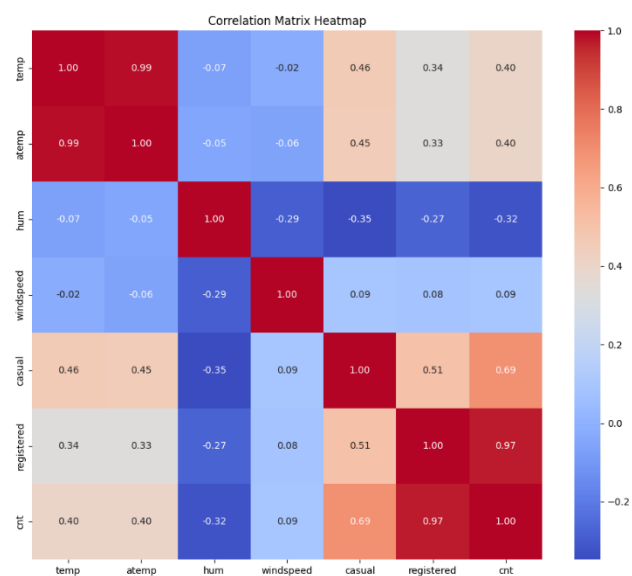 Correlation Matrix Heatmap
temp 1.00 0.99 -0.07 -0.02 0.46 0.34 0.40
atemp 0.99 1.00 -0.05 -0.06 0.45 0.33 0.40
hum -0.07 -0.05 1.00 -0.29 -0.35 -0.27 -0.32
windspeed -0.02 -0.06 -0.29 1.00 0.09 0.08 0.09
casual 0.46 0.45 -0.35 0.09 1.00 0.51 0.69
registered 0.34 0.33 -0.27 0.08 0.51 1.00 0.97
cnt 0.40 0.40 -0.32 0.09 0.69 0.97 1.00
temp atemp hum windspeed casual registered cnt
1.0
0.8
0.6
0.4
0.2
0.0
−0.2